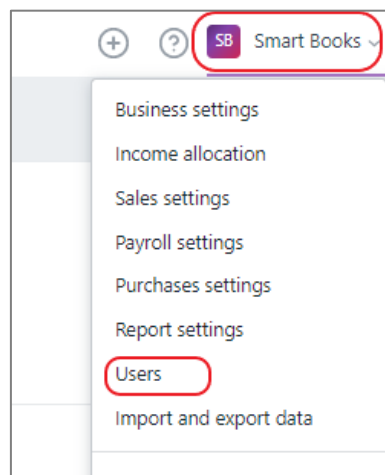 SB Smart Books
Business settings
Income allocation
Sales settings
Payroll settings
Purchases settings
Report settings
Users
Import and export data